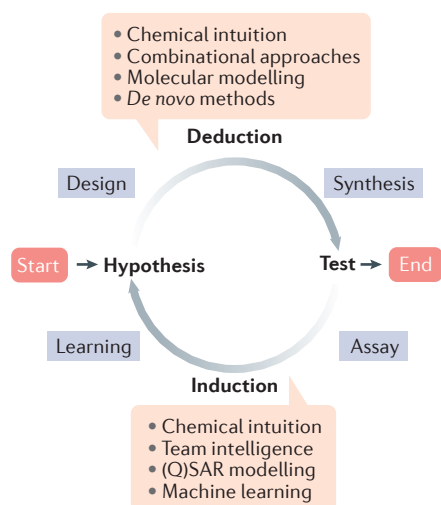 • Chemical intuition
• Combinational approaches
• Molecular modelling
• De novo methods
Deduction
Design
Synthesis
Start
Hypothesis
Test
End
Learning
Assay
Induction
• Chemical intuition
• Team intelligence
• (Q)SAR modelling
• Machine learning